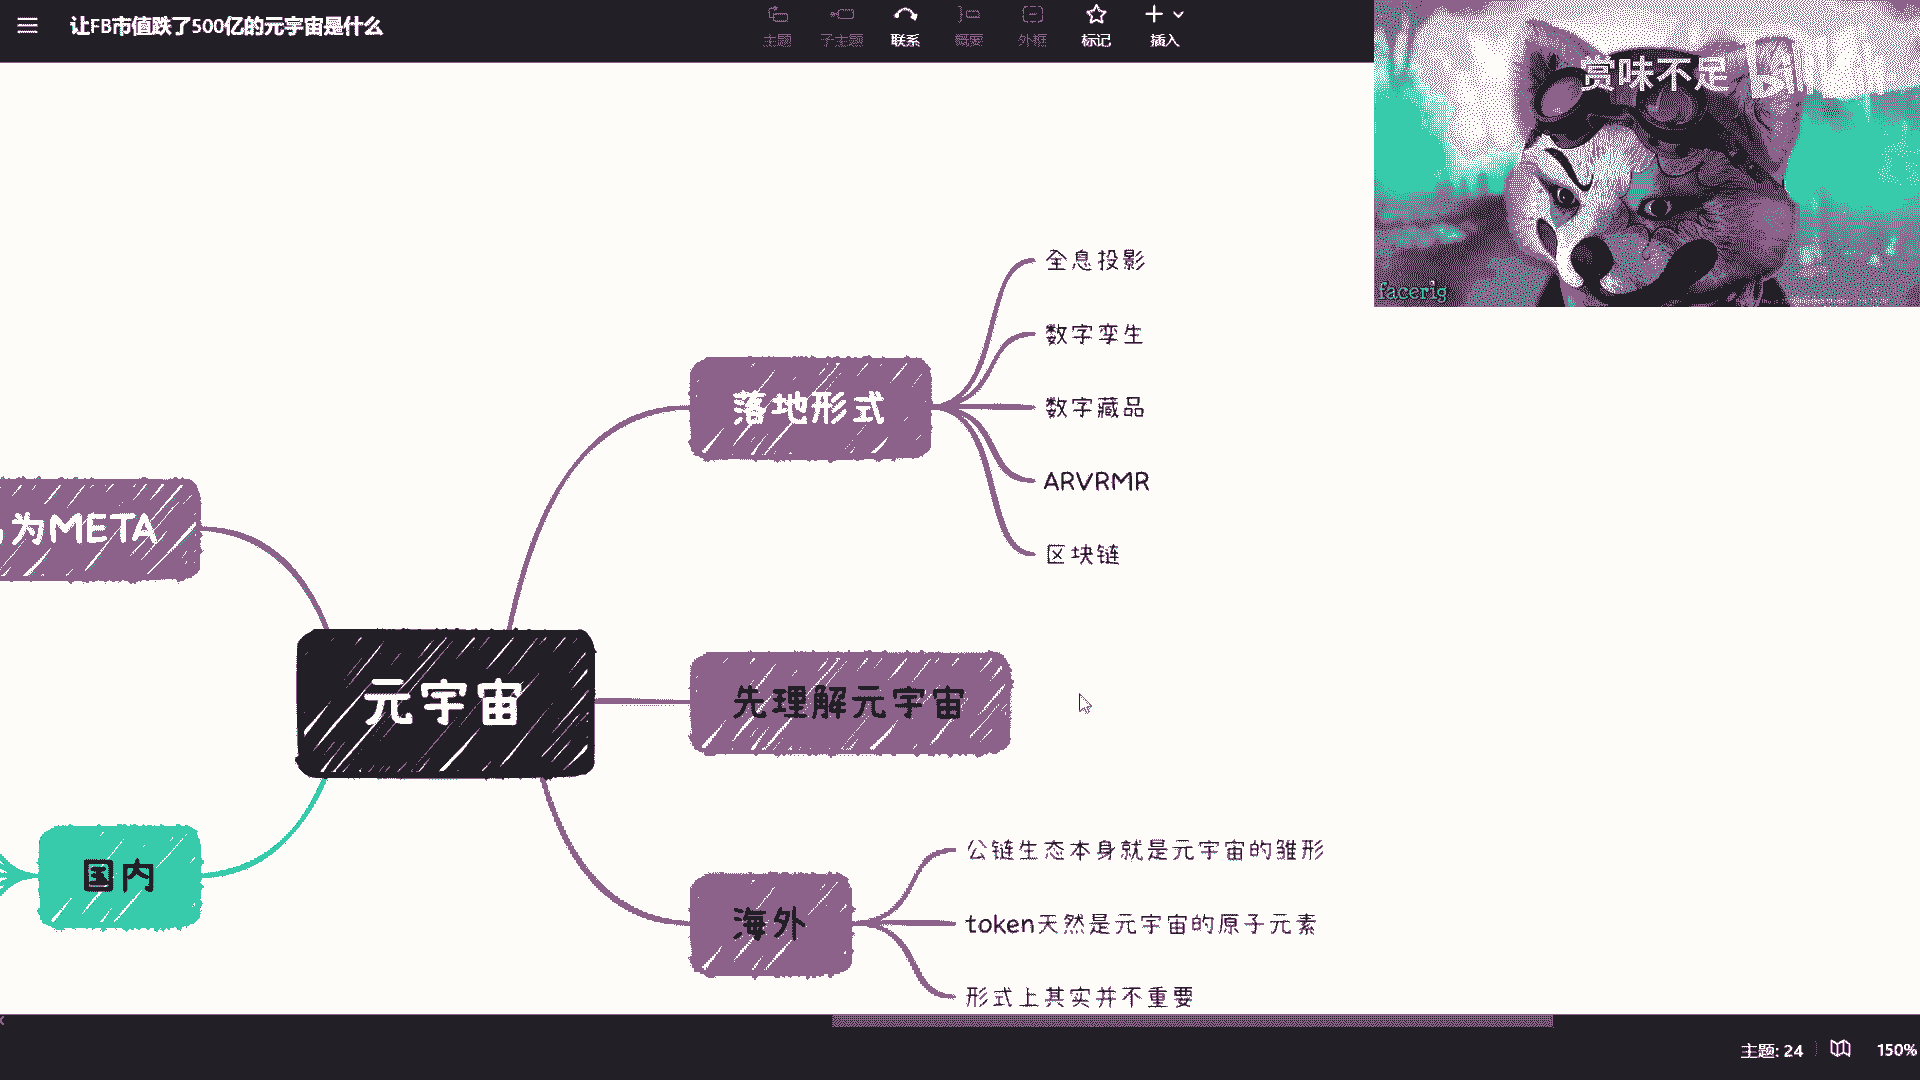 让FB市值跌了500亿的元宇宙是什么
主题
子主题
联系
概要
外框
标记
插入
赏味不足
facerig
全息投影
数字孪生
数字藏品
ARVRMR
区块链
落地形式
为META
元宇宙
先理解元宇宙
国内
海外
公链生态本身就是元宇宙的雏形
token天然是元宇宙的原子元素
形式上其实并不重要
主题: 24
150%